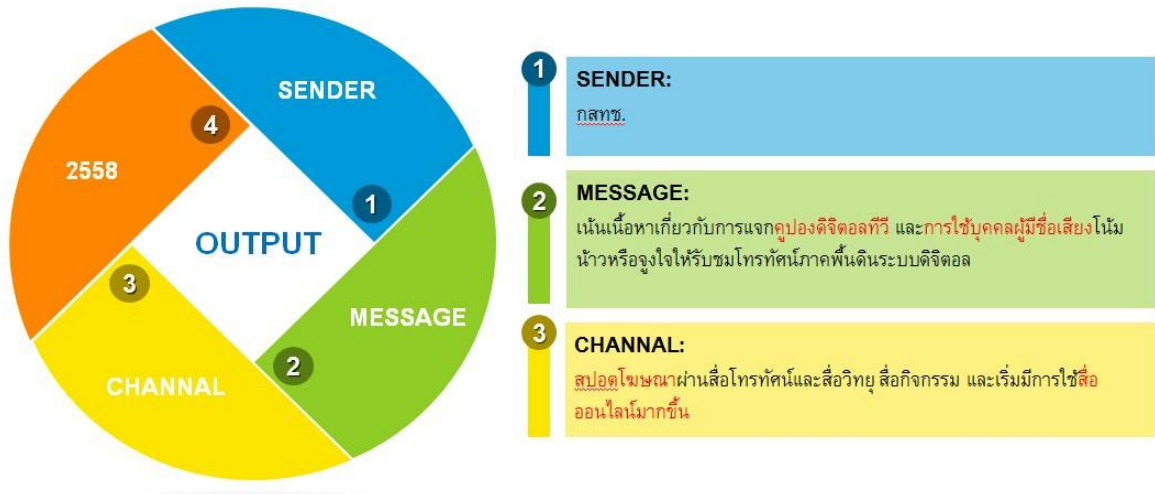 SENDER
4
2558
1
OUTPUT
3
MESSAGE
2
CHANNAL
1
SENDER:
กสทช.
2
MESSAGE:
เน้นเนื้อหาเกี่ยวกับการแจกคูปองดิจิตอลทีวี และการใช้บุคคลผู้มีชื่อเสียงโน้ม
น้าวหรือจูงใจให้รับชมโทรทัศน์ภาคพื้นดินระบบดิจิตอล
3
CHANNAL:
สปอตโฆษณาผ่านสื่อโทรทัศน์และสื่อวิทยุ สื่อกิจกรรม และเริ่มมีการใช้สื่อ
ออนไลน์มากขึ้น